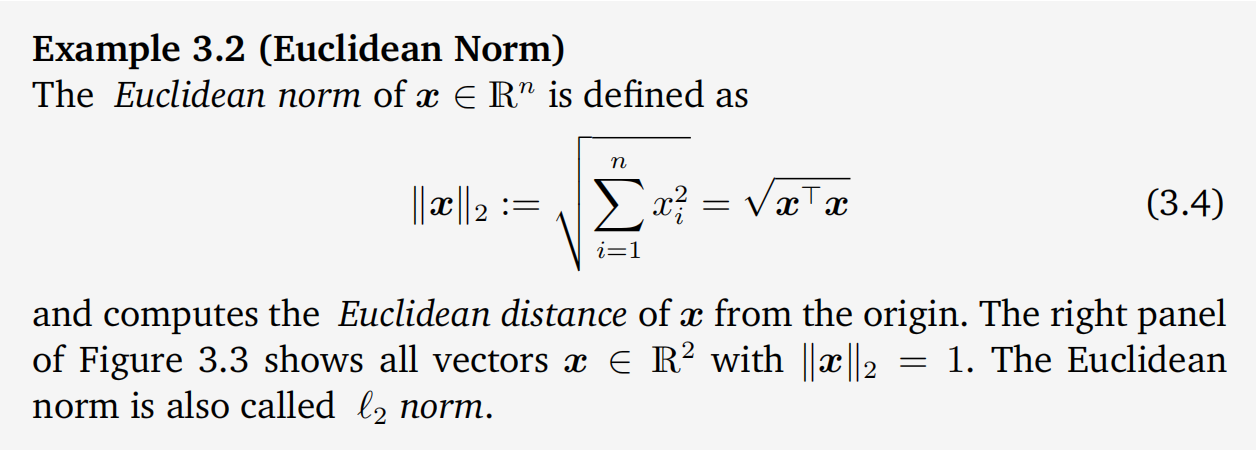 Example 3.2 (Euclidean Norm)
The Euclidean norm of 𝒙 ∈ ℝⁿ is defined as
‖𝒙‖₂ := √(∑ᵢ₌₁ⁿ xᵢ²) = √(𝒙⊤𝒙) (3.4)
and computes the Euclidean distance of 𝒙 from the origin. The right panel
of Figure 3.3 shows all vectors 𝒙 ∈ ℝ² with ‖𝒙‖₂ = 1. The Euclidean
norm is also called ℓ₂ norm.